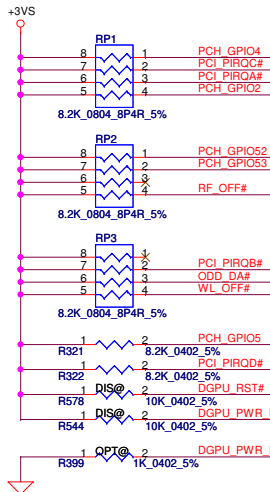 +3VS
RP1
8 1 PCH_GPIO4
7 2 PCI_PIRQC#
6 3 PCI_PIRQA#
5 4 PCH_GPIO2
8.2K_0804_8P4R_5%
RP2
8 1 PCH_GPIO52
7 2 PCH_GPIO53
6 3
5 4 RF_OFF#
8.2K_0804_8P4R_5%
RP3
8 1
7 2 PCI_PIRQB#
6 3 ODD_DA#
5 4 WL_OFF#
8.2K_0804_8P4R_5%
1 2 PCH_GPIO5
R321 8.2K_0402_5%
1 2 PCI_PIRQD#
R322 8.2K_0402_5%
1 DIS@ 2 DGPU_RST#
R578 10K_0402_5%
1 DIS@ 2 DGPU_PWR_
R544 10K_0402_5%
1 OPT@ 2 DGPU_PWR_
R399 1K_0402_5%